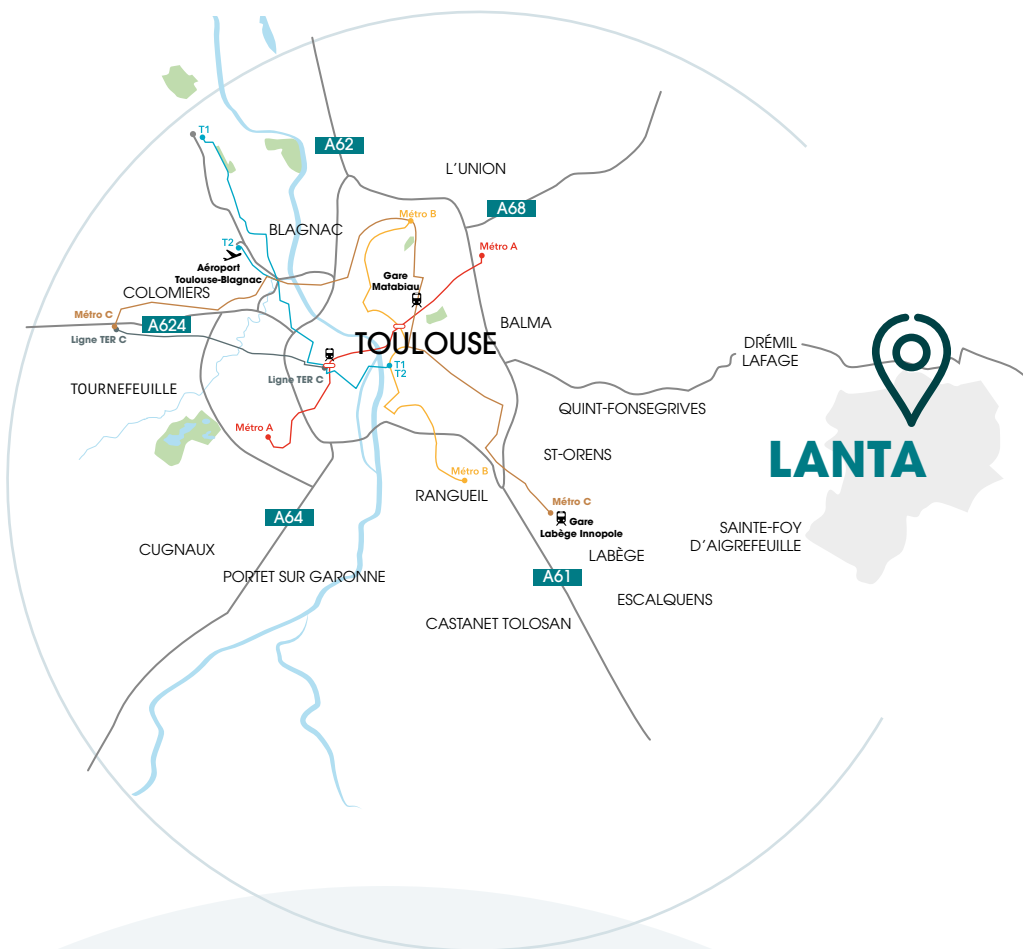 T1
A62
L'UNION
A68
Métro B
BLAGNAC
T2
Métro A
Aéroport
Toulouse-Blagnac
Gare
Matabiau
COLOMIERS
Métro C
A624
BALMA
Ligne TER C
TOULOUSE
DRÉMIL
LAFAGE
T1
T2
Ligne TER C
TOURNEFEUILLE
QUINT-FONSEGRIVES
Métro A
ST-ORENS
LANTA
Métro B
RANGUEIL
Métro C
A64
Gare
Labège Innopole
SAINTE-FOY
D'AIGREFEUILLE
CUGNAUX
LABÈGE
PORTET SUR GARONNE
A61
ESCALQUENS
CASTANET TOLOSAN